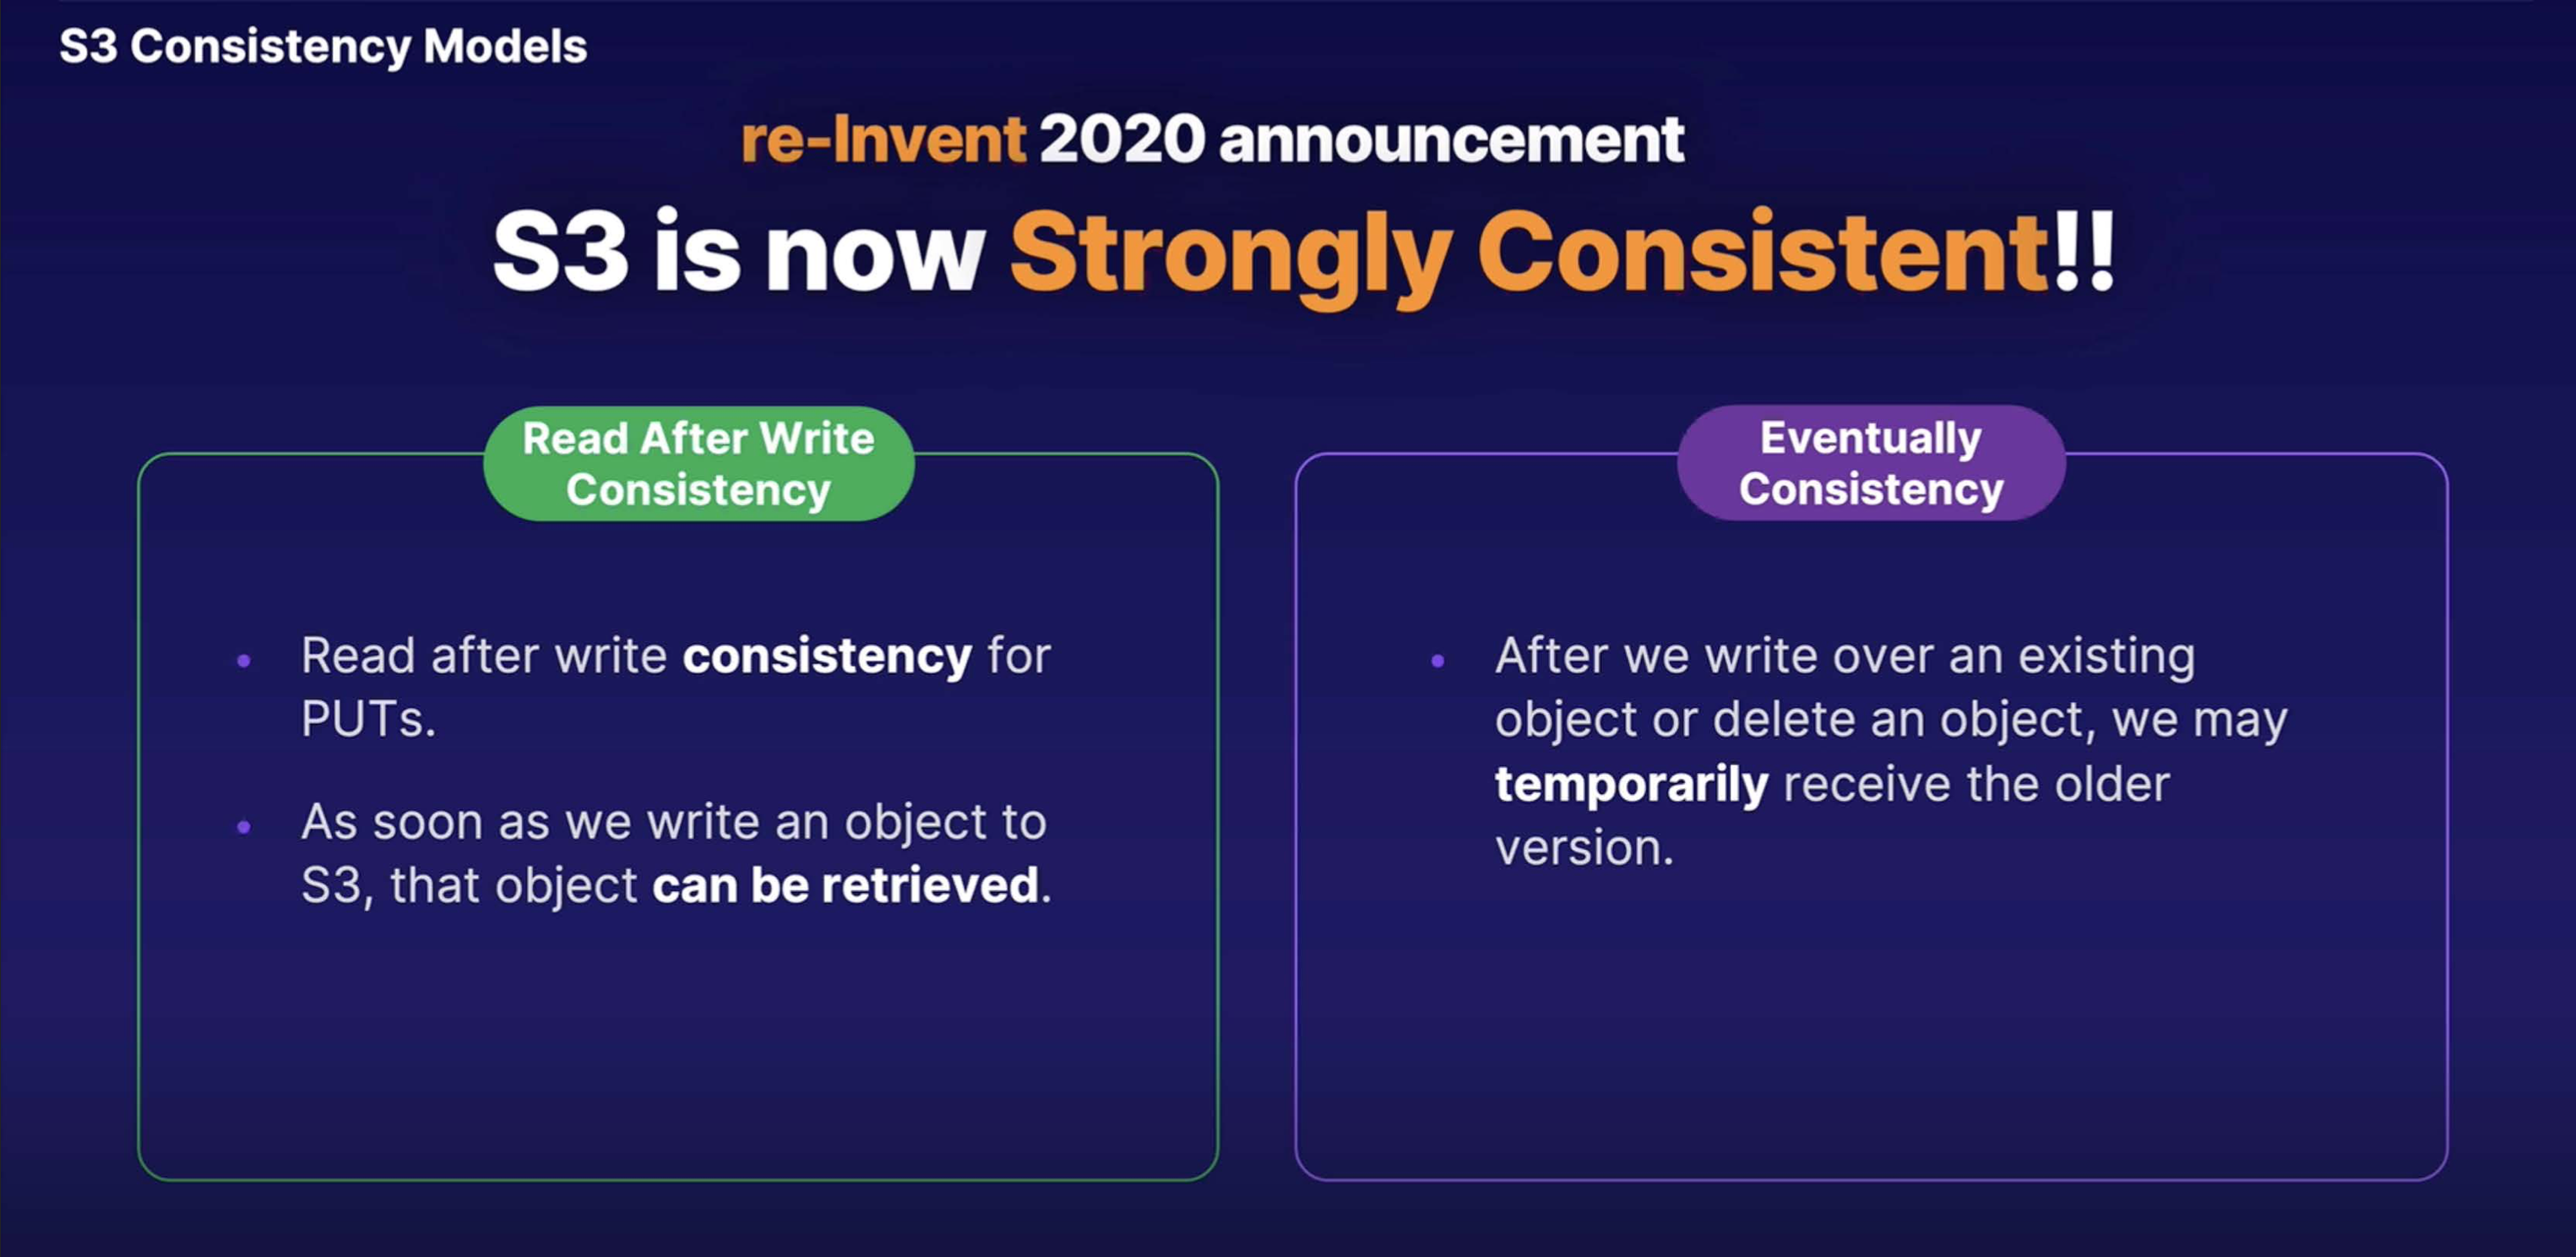 S3 Consistency Models
re-Invent 2020 announcement
S3 is now Strongly Consistent!!
Read After Write
Consistency
• Read after write consistency for
PUTs.
• As soon as we write an object to
S3, that object can be retrieved.
Eventually
Consistency
• After we write over an existing
object or delete an object, we may
temporarily receive the older
version.